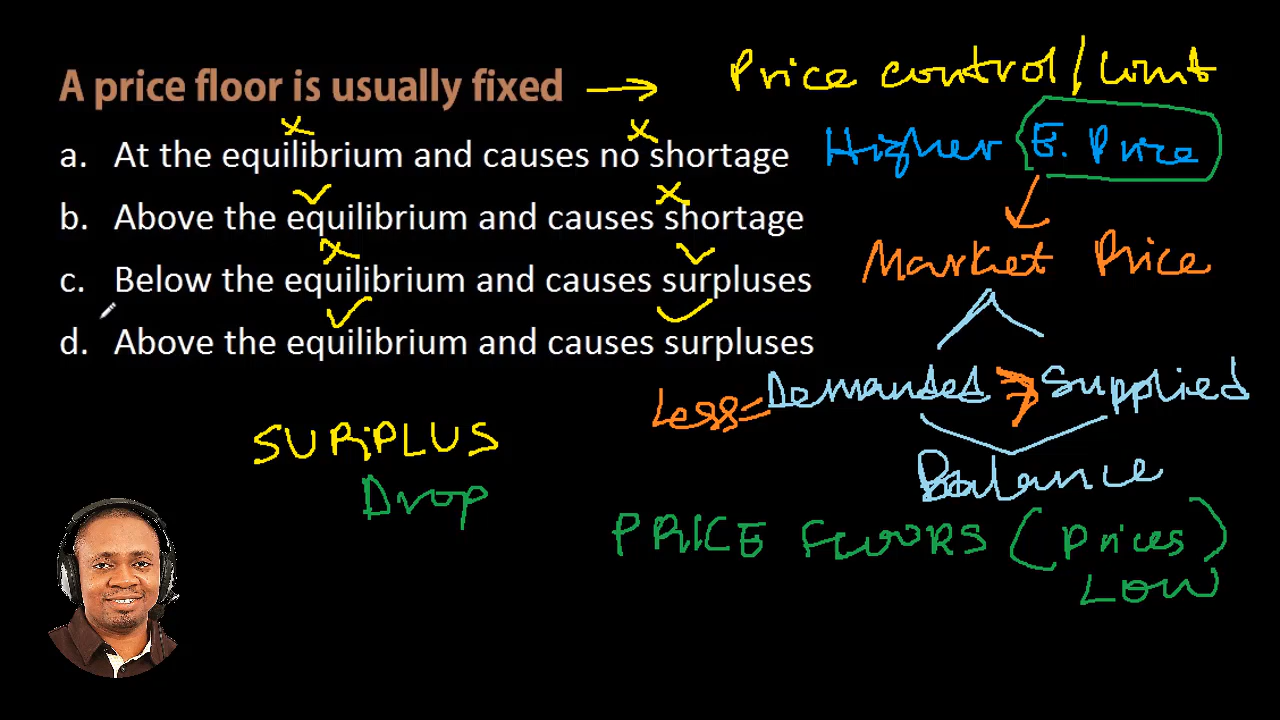 A price floor is usually fixed
Price control/Limit
a. At the equilibrium and causes no shortage
Higher E. Price
b. Above the equilibrium and causes shortage
Market Price
c. Below the equilibrium and causes surpluses
d. Above the equilibrium and causes surpluses
Less = Demanded Supplied
SURPLUS
Balance
Drop
PRICE FLOORS (Prices)
LOW